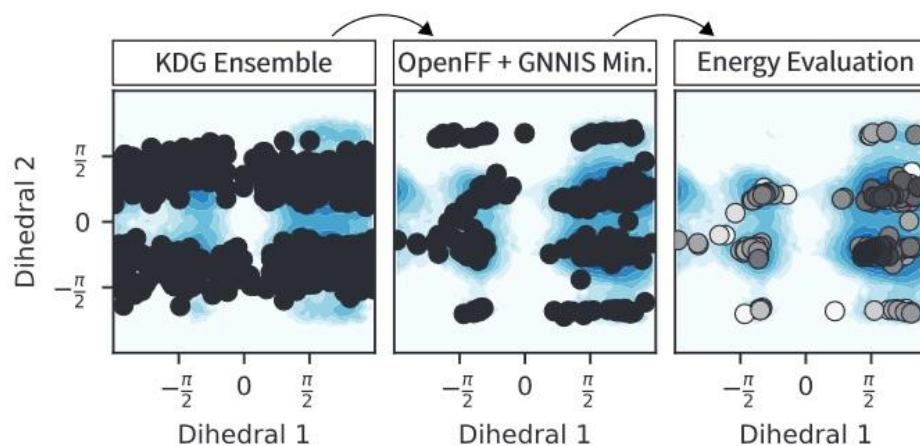 KDG Ensemble
OpenFF + GNNIS Min.
Energy Evaluation
Dihedral 2
π/2
0
−π/2
−π/2 0 π/2
−π/2 0 π/2
−π/2 0 π/2
Dihedral 1
Dihedral 1
Dihedral 1